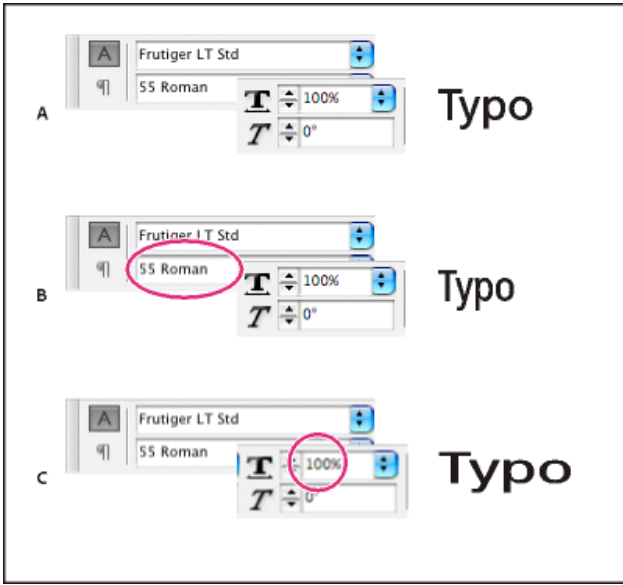 A
Frutiger LT Std
¶
55 Roman
A
T 100%
T 0°
Typo
A
Frutiger LT Std
¶
55 Roman
B
T 100%
T 0°
Typo
A
Frutiger LT Std
¶
55 Roman
C
T 100%
T 0°
Typo